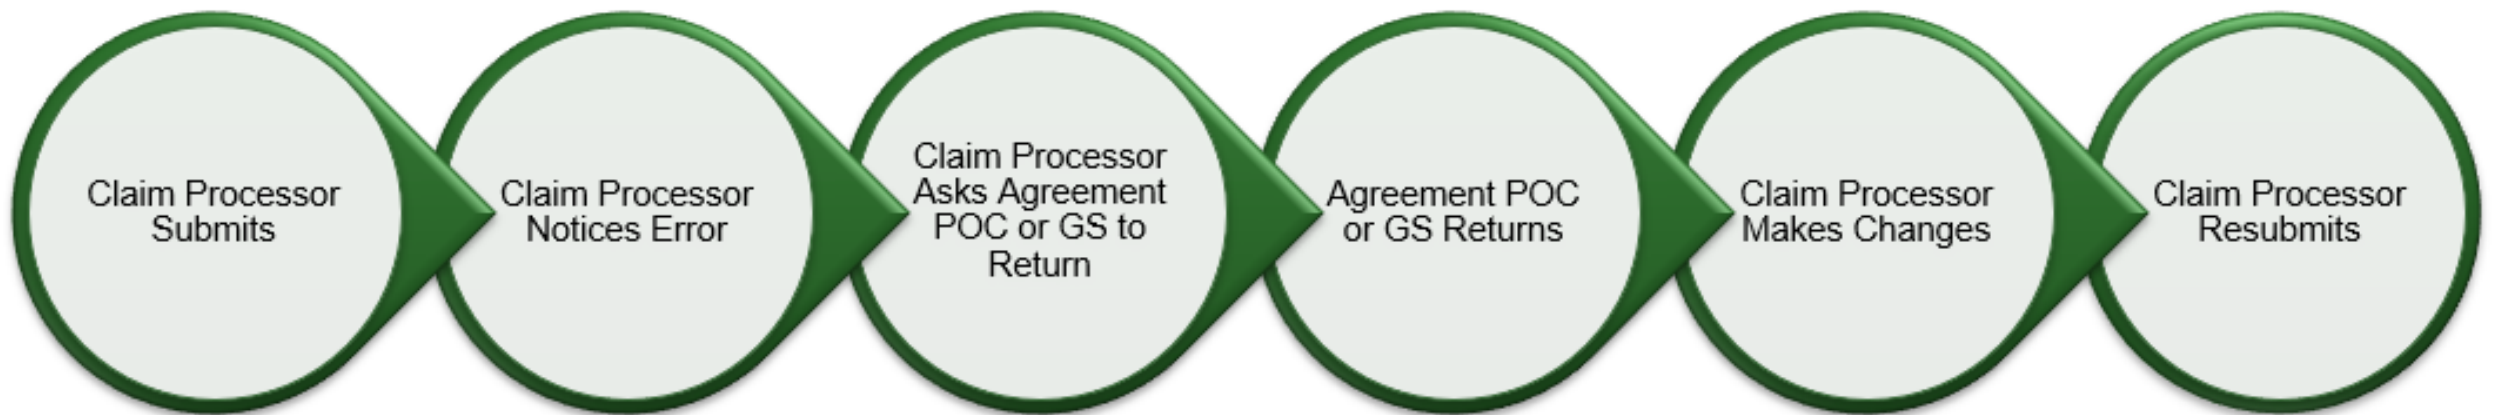 Claim Processor
Submits
Claim Processor
Notices Error
Claim Processor
Asks Agreement
POC or GS to
Return
Agreement POC
or GS Returns
Claim Processor
Makes Changes
Claim Processor
Resubmits